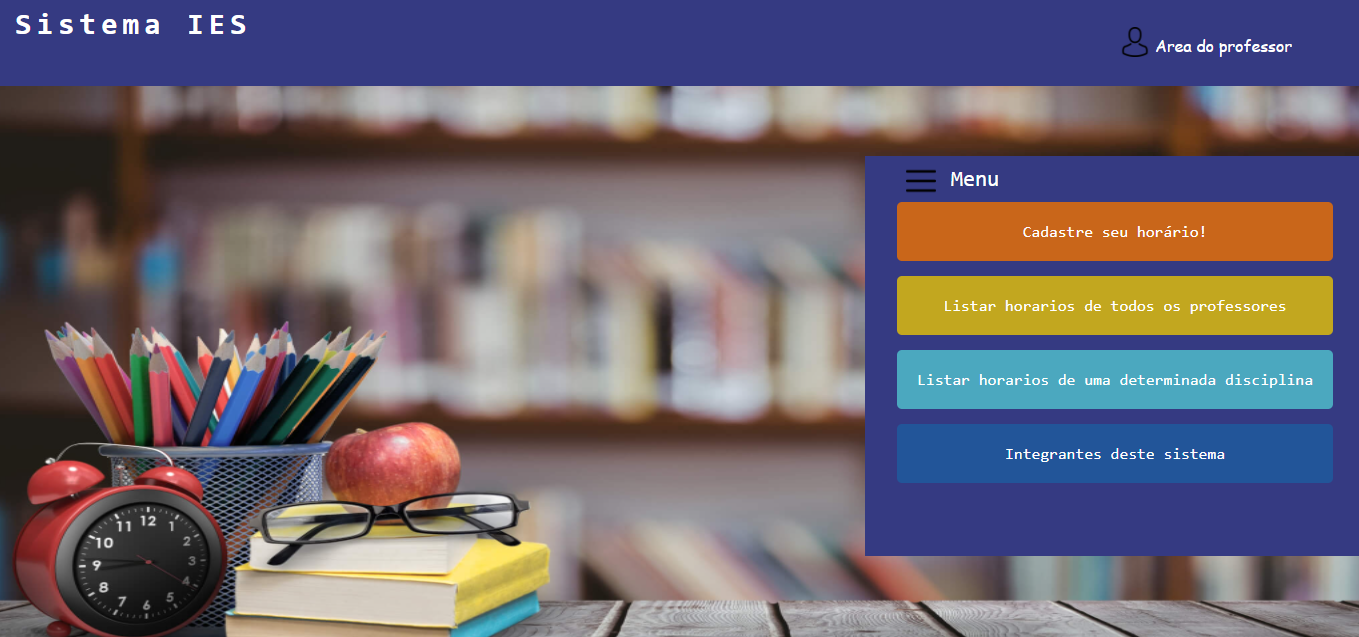 Sistema IES
Area do professor
Menu
Cadastre seu horário!
Listar horarios de todos os professores
Listar horarios de uma determinada disciplina
Integrantes deste sistema
11 12 1
10 2
9 3
8 4
7 6 5